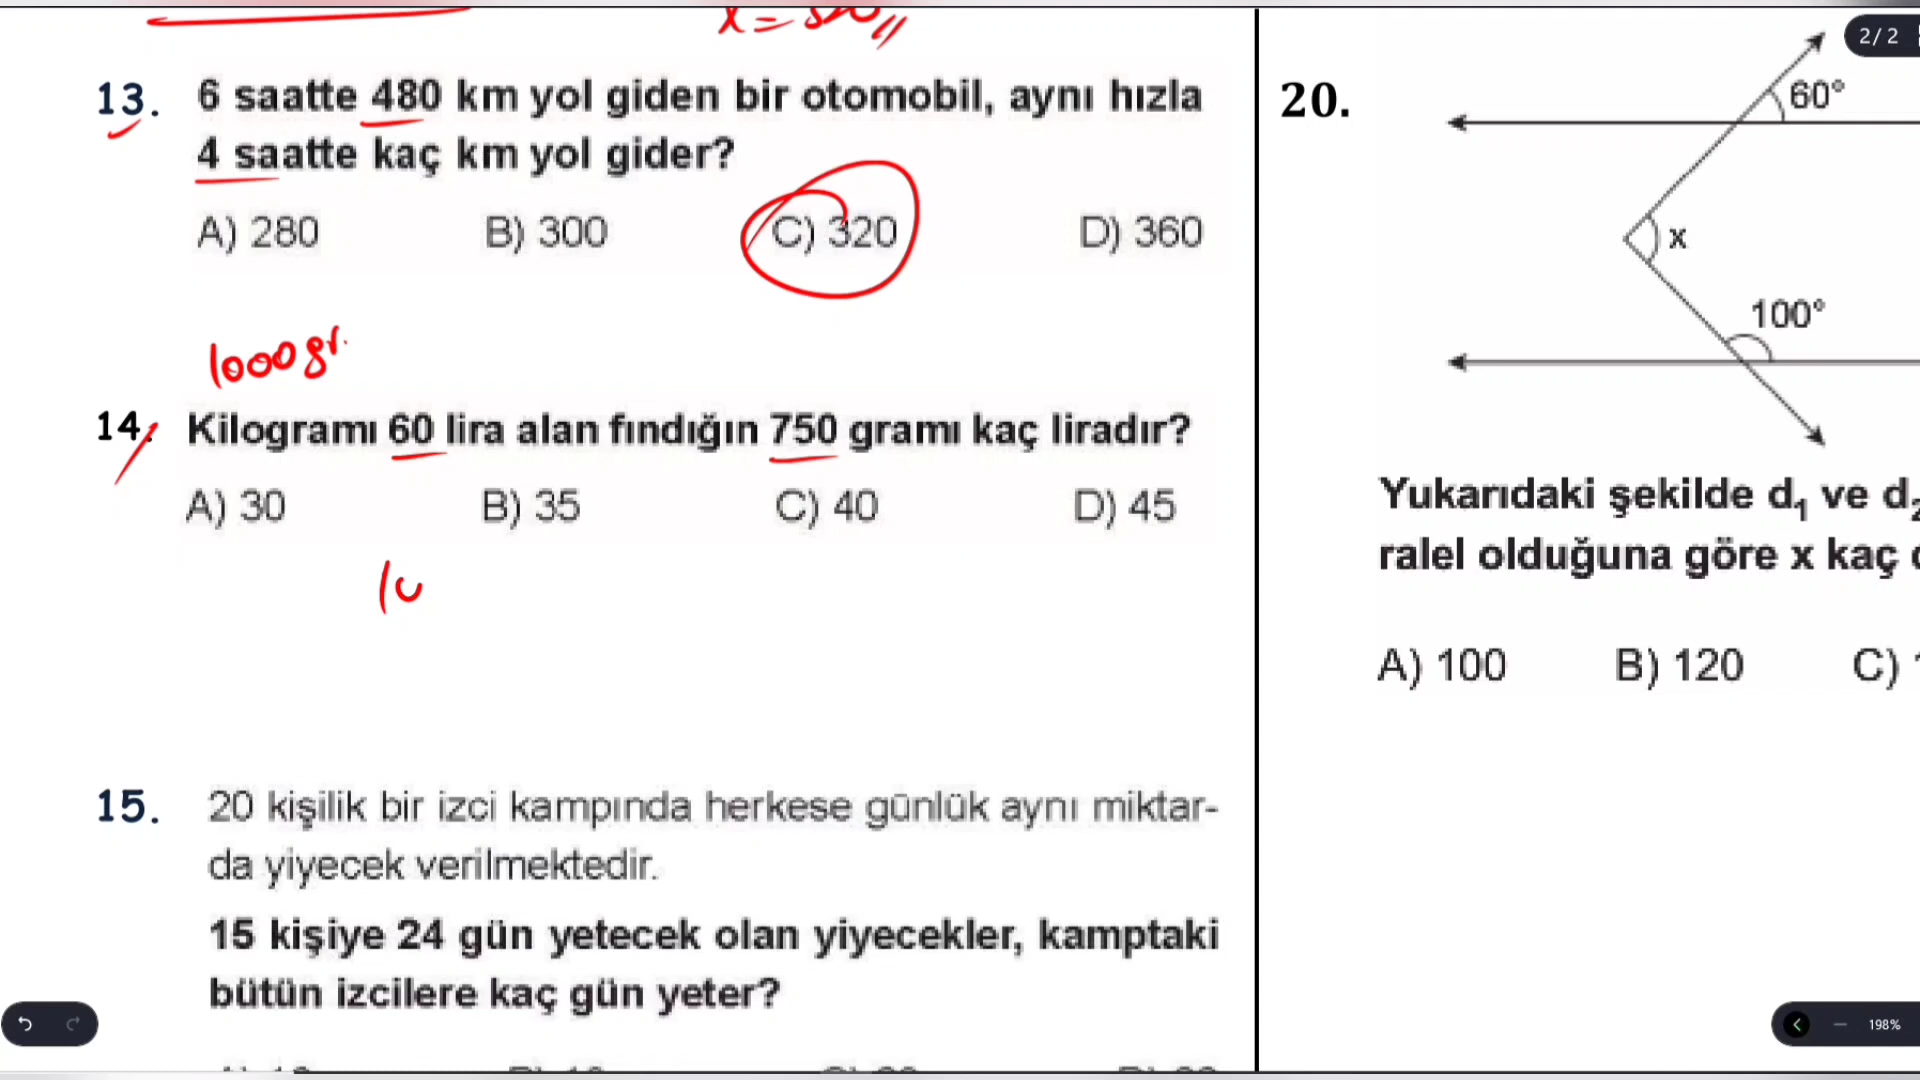 13. 6 saatte 480 km yol giden bir otomobil, aynı hızla
4 saatte kaç km yol gider?
A) 280 B) 300 C) 320 D) 360
1000 gr.
14. Kilogramı 60 lira alan fındığın 750 gramı kaç liradır?
A) 30 B) 35 C) 40 D) 45
15. 20 kişilik bir izci kampında herkese günlük aynı miktar-
da yiyecek verilmektedir.
15 kişiye 24 gün yetecek olan yiyecekler, kamptaki
bütün izcilere kaç gün yeter?
2/2
20.
60°
x
100°
Yukarıdaki şekilde d₁ ve d₂
ralel olduğuna göre x kaç
A) 100 B) 120 C)
198%